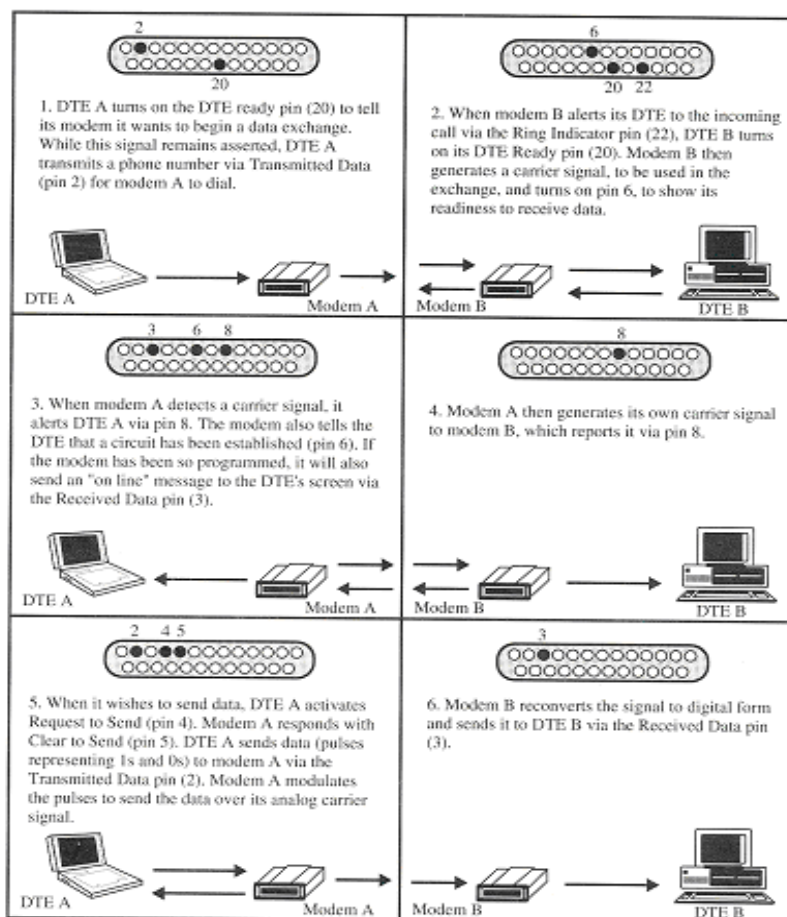 2
20
1. DTE A turns on the DTE ready pin (20) to tell
its modem it wants to begin a data exchange.
While this signal remains asserted, DTE A
transmits a phone number via Transmitted Data
(pin 2) for modem A to dial.
DTE A
Modem A
6
20 22
2. When modem B alerts its DTE to the incoming
call via the Ring Indicator pin (22), DTE B turns
on its DTE Ready pin (20). Modem B then
generates a carrier signal, to be used in the
exchange, and turns on pin 6, to show its
readiness to receive data.
Modem B
DTE B
3 6 8
3. When modem A detects a carrier signal, it
alerts DTE A via pin 8. The modem also tells the
DTE that a circuit has been established (pin 6). If
the modem has been so programmed, it will also
send an "on line" message to the DTE's screen via
the Received Data pin (3).
DTE A
Modem A
8
4. Modem A then generates its own carrier signal
to modem B, which reports it via pin 8.
Modem B
DTE B
2 4 5
5. When it wishes to send data, DTE A activates
Request to Send (pin 4). Modem A responds with
Clear to Send (pin 5). DTE A sends data (pulses
representing 1s and 0s) to modem A via the
Transmitted Data pin (2). Modem A modulates
the pulses to send the data over its analog carrier
signal.
DTE A
Modem A
3
6. Modem B reconverts the signal to digital form
and sends it to DTE B via the Received Data pin
(3).
Modem B
DTE B